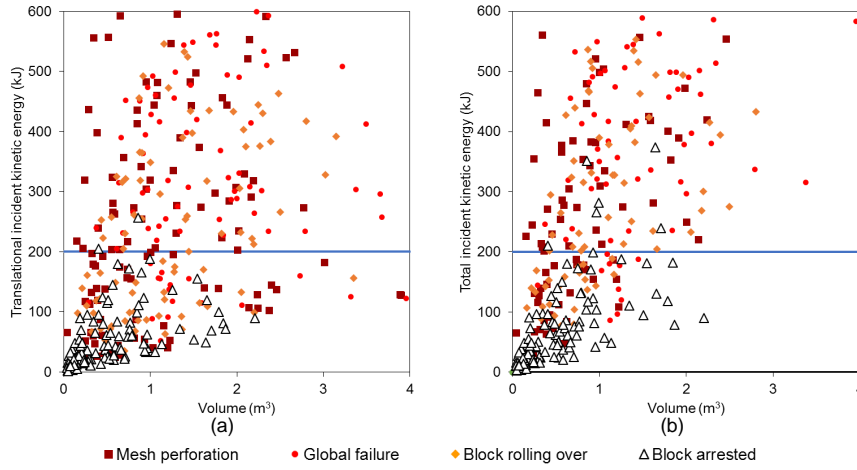 Translational incident kinetic energy (kJ)
600
500
400
300
200
100
0
0 1 2 3 4
Volume (m³)
(a)
Total incident kinetic energy (kJ)
600
500
400
300
200
100
0
0 1 2 3 4
Volume (m³)
(b)
Mesh perforation Global failure Block rolling over Block arrested